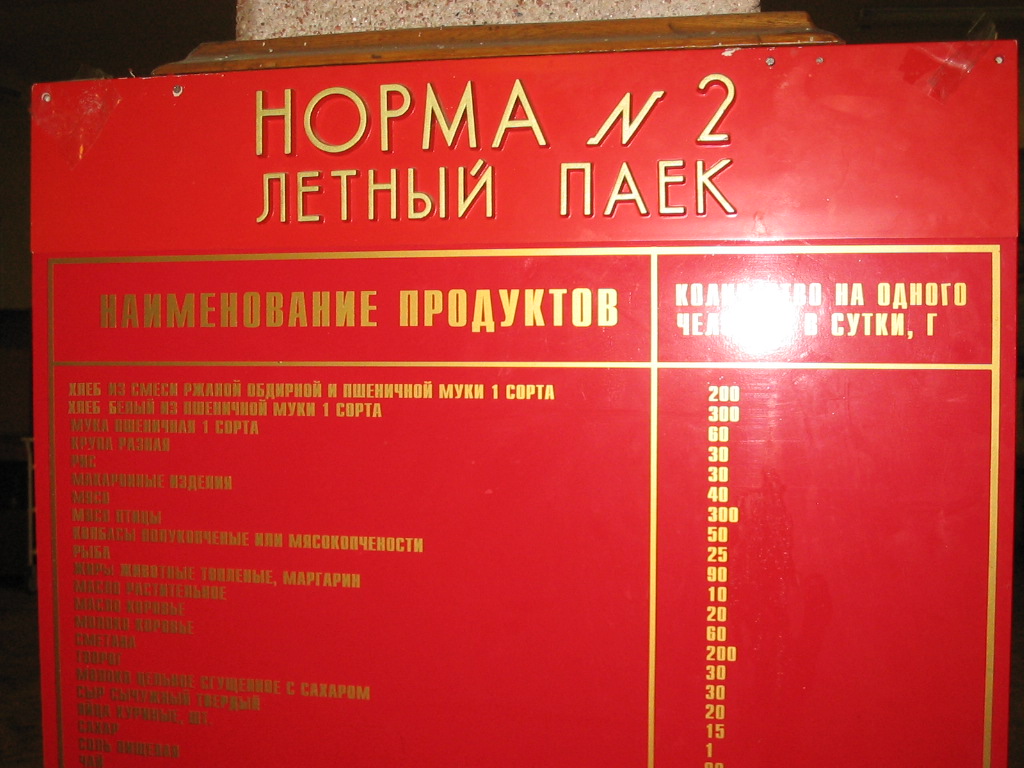 НОРМА N 2
ЛЕТНЫЙ ПАЕК
НАИМЕНОВАНИЕ ПРОДУКТОВ
НА ОДНОГО
В СУТКИ, Г
ХЛЕБ ИЗ СМЕСИ РЖАНОЙ ОБДИРНОЙ И ПШЕНИЧНОЙ МУКИ 1 СОРТА 200
ХЛЕБ БЕЛЫЙ ИЗ ПШЕНИЧНОЙ МУКИ 1 СОРТА 300
МУКА ПШЕНИЧНАЯ 1 СОРТА 60
КРУПА РАЗНАЯ 30
РИС 30
МАКАРОННЫЕ ИЗДЕЛИЯ 40
МЯСО 300
МЯСО ПТИЦЫ 50
КОЛБАСЫ ПОЛУКОПЧЕНЫЕ ИЛИ МЯСОКОПЧЕНОСТИ 25
РЫБА 90
ЖИРЫ ЖИВОТНЫЕ ТОПЛЕНЫЕ, МАРГАРИН 10
МАСЛО РАСТИТЕЛЬНОЕ 20
МАСЛО КОРОВЬЕ 60
МОЛОКО КОРОВЬЕ 200
СМЕТАНА 30
ТВОРОГ 30
МОЛОКО ЦЕЛЬНОЕ СГУЩЕННОЕ С САХАРОМ 20
СЫР СЫЧУЖНЫЙ ТВЕРДЫЙ 15
ЯЙЦА КУРИНЫЕ, ШТ. 1
САХАР
СОЛЬ ПИЩЕВАЯ
ЧАЙ